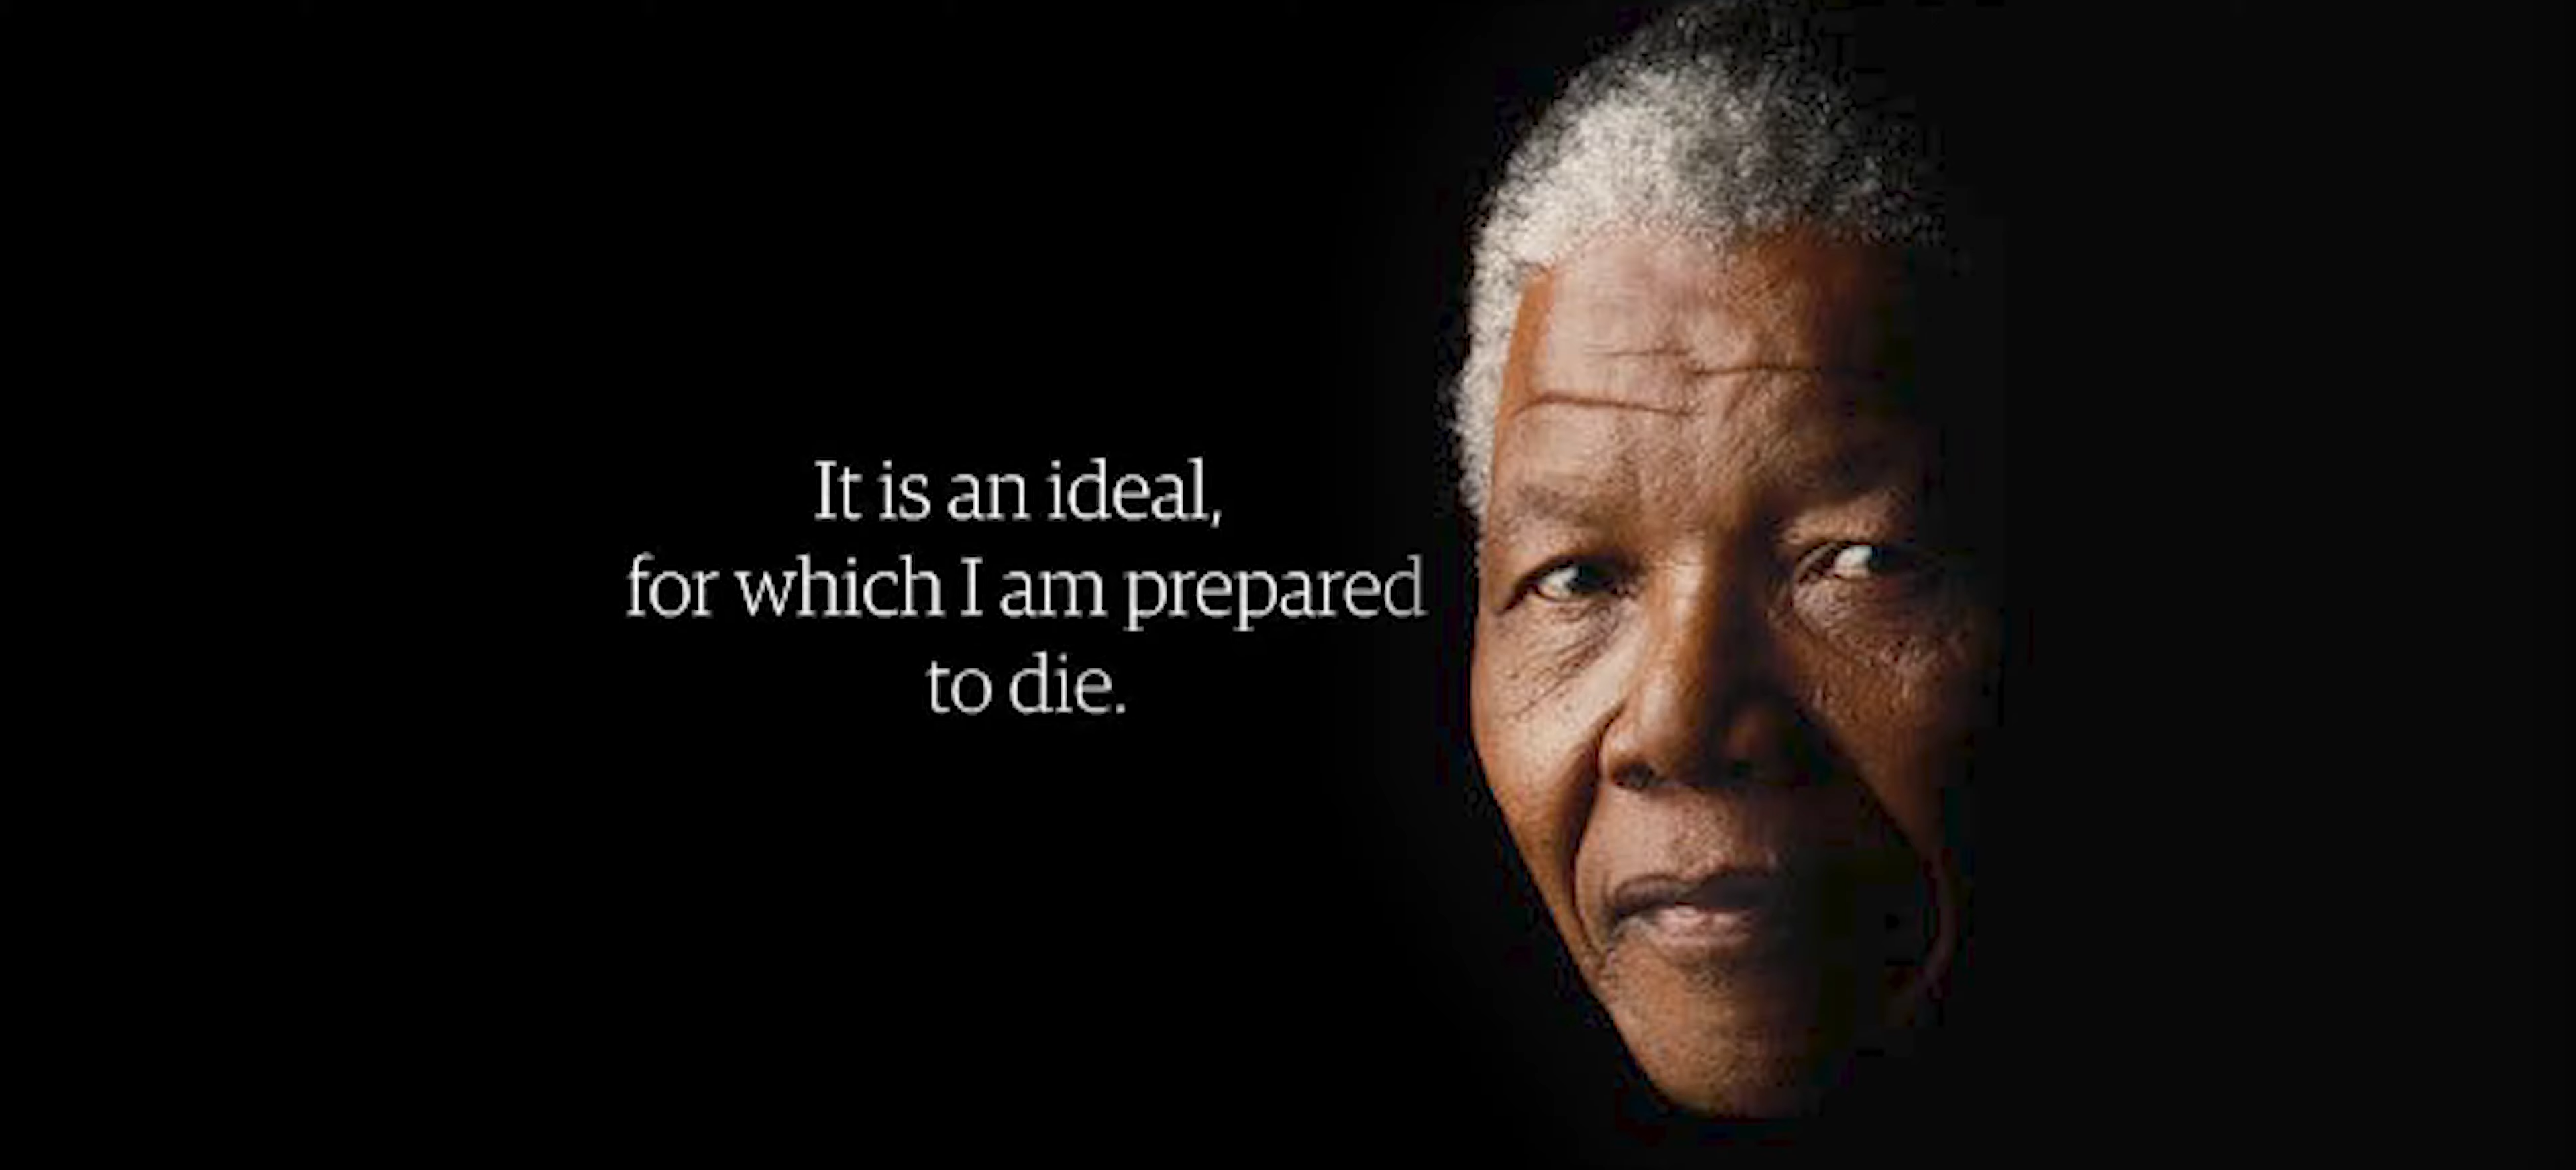 It is an ideal,
for which I am prepared
to die.